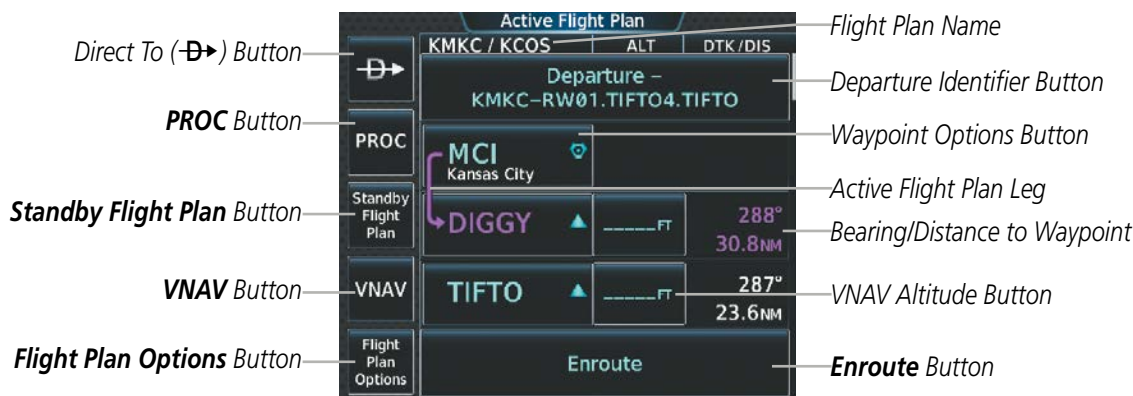 Active Flight Plan
KMKC / KCOS
ALT
DTK/DIS
Departure –
KMKC–RW01.TIFTO4.TIFTO
D
PROC
Standby
Flight
Plan
VNAV
Flight
Plan
Options
MCI
Kansas City
DIGGY
_____FT
288°
30.8NM
TIFTO
_____FT
287°
23.6NM
Enroute
Direct To (D) Button
PROC Button
Standby Flight Plan Button
VNAV Button
Flight Plan Options Button
Flight Plan Name
Departure Identifier Button
Waypoint Options Button
Active Flight Plan Leg
Bearing/Distance to Waypoint
VNAV Altitude Button
Enroute Button